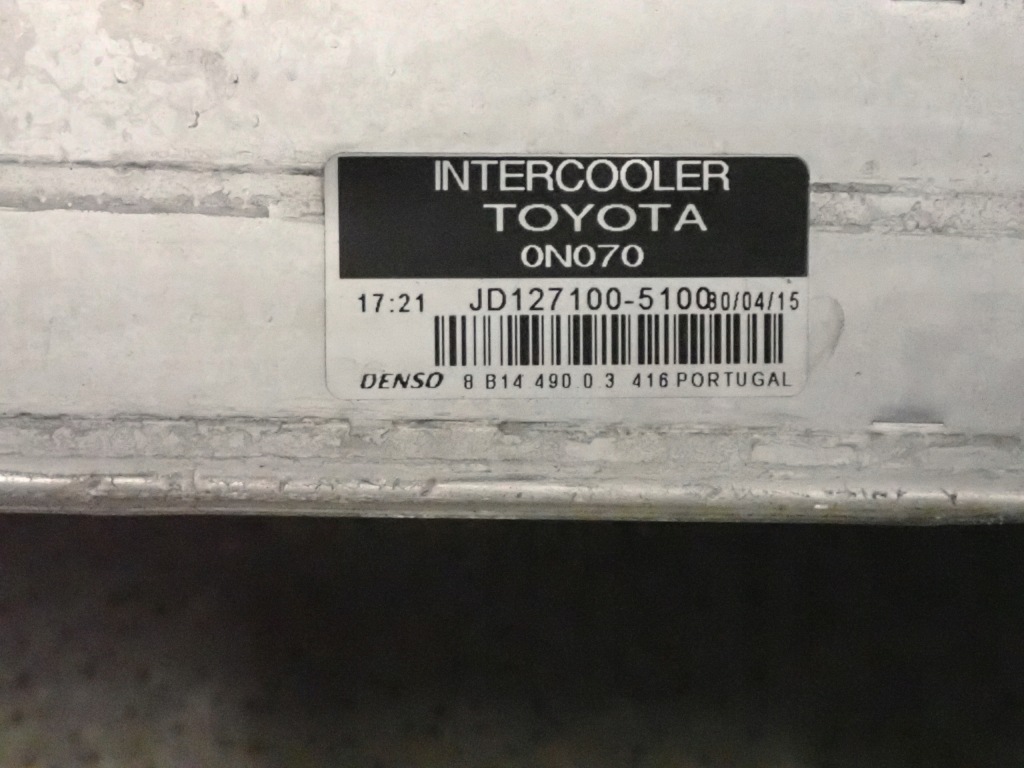 INTERCOOLER
TOYOTA
0N070
17:21 JD127100-5100 30/04/15
DENSO 8 B14 490 0 3 416 PORTUGAL